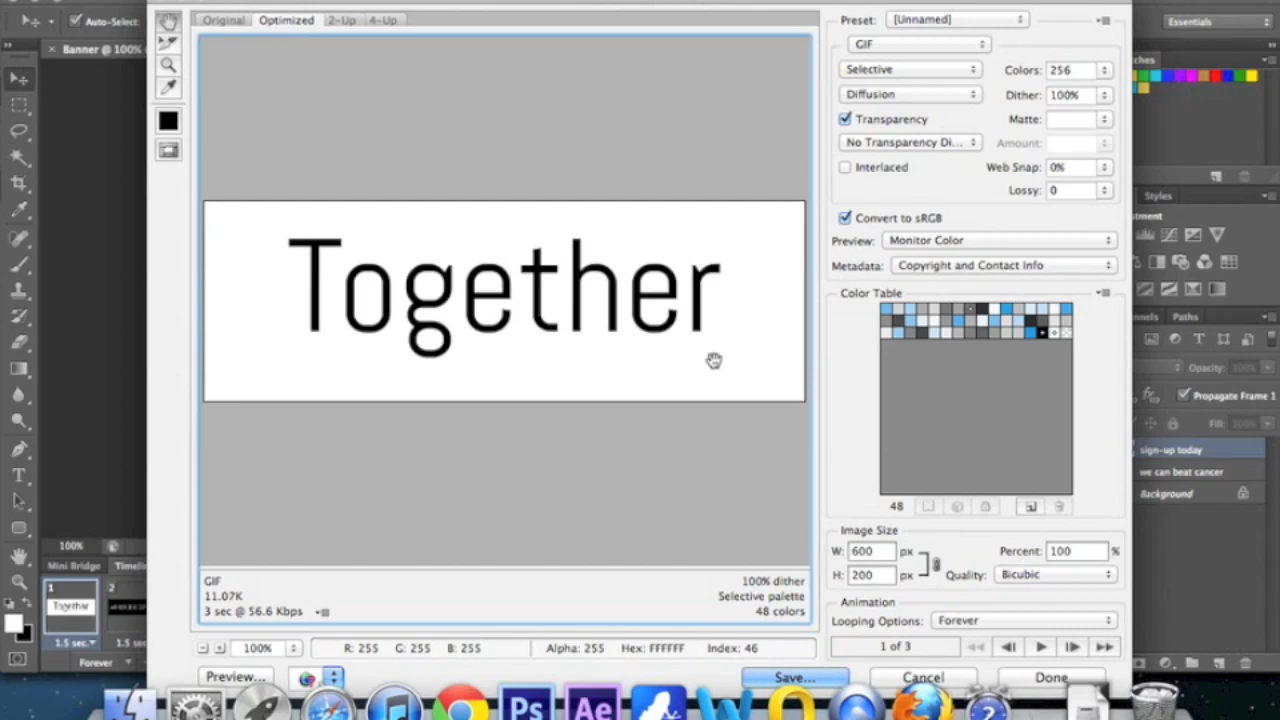 Auto-Select:
Original Optimized 2-Up 4-Up
Preset: [Unnamed]
Essentials
Banner @ 100%
GIF
tches
Selective Colors: 256
Diffusion Dither: 100%
Transparency Matte:
No Transparency Di... Amount:
Interlaced Web Snap: 0%
Lossy: 0
Styles
Convert to sRGB
stment
Preview: Monitor Color
Metadata: Copyright and Contact Info
Color Table
Together
nnels Paths
Opacity: 100%
Propagate Frame 1
Fill: 100%
sign-up today
we can beat cancer
Background
48
Image Size
W: 600 px Percent: 100 %
H: 200 px Quality: Bicubic
100%
Mini Bridge Timelin
1 2
Together
1.5 sec. 1.5 sec
Forever
GIF 100% dither
11.07K Selective palette
3 sec @ 56.6 Kbps 48 colors
Animation
Looping Options: Forever
100% R: 255 G: 255 B: 255 Alpha: 255 Hex: FFFFFF Index: 46
1 of 3
Preview... Save... Cancel Done
Ps Ae W O ?